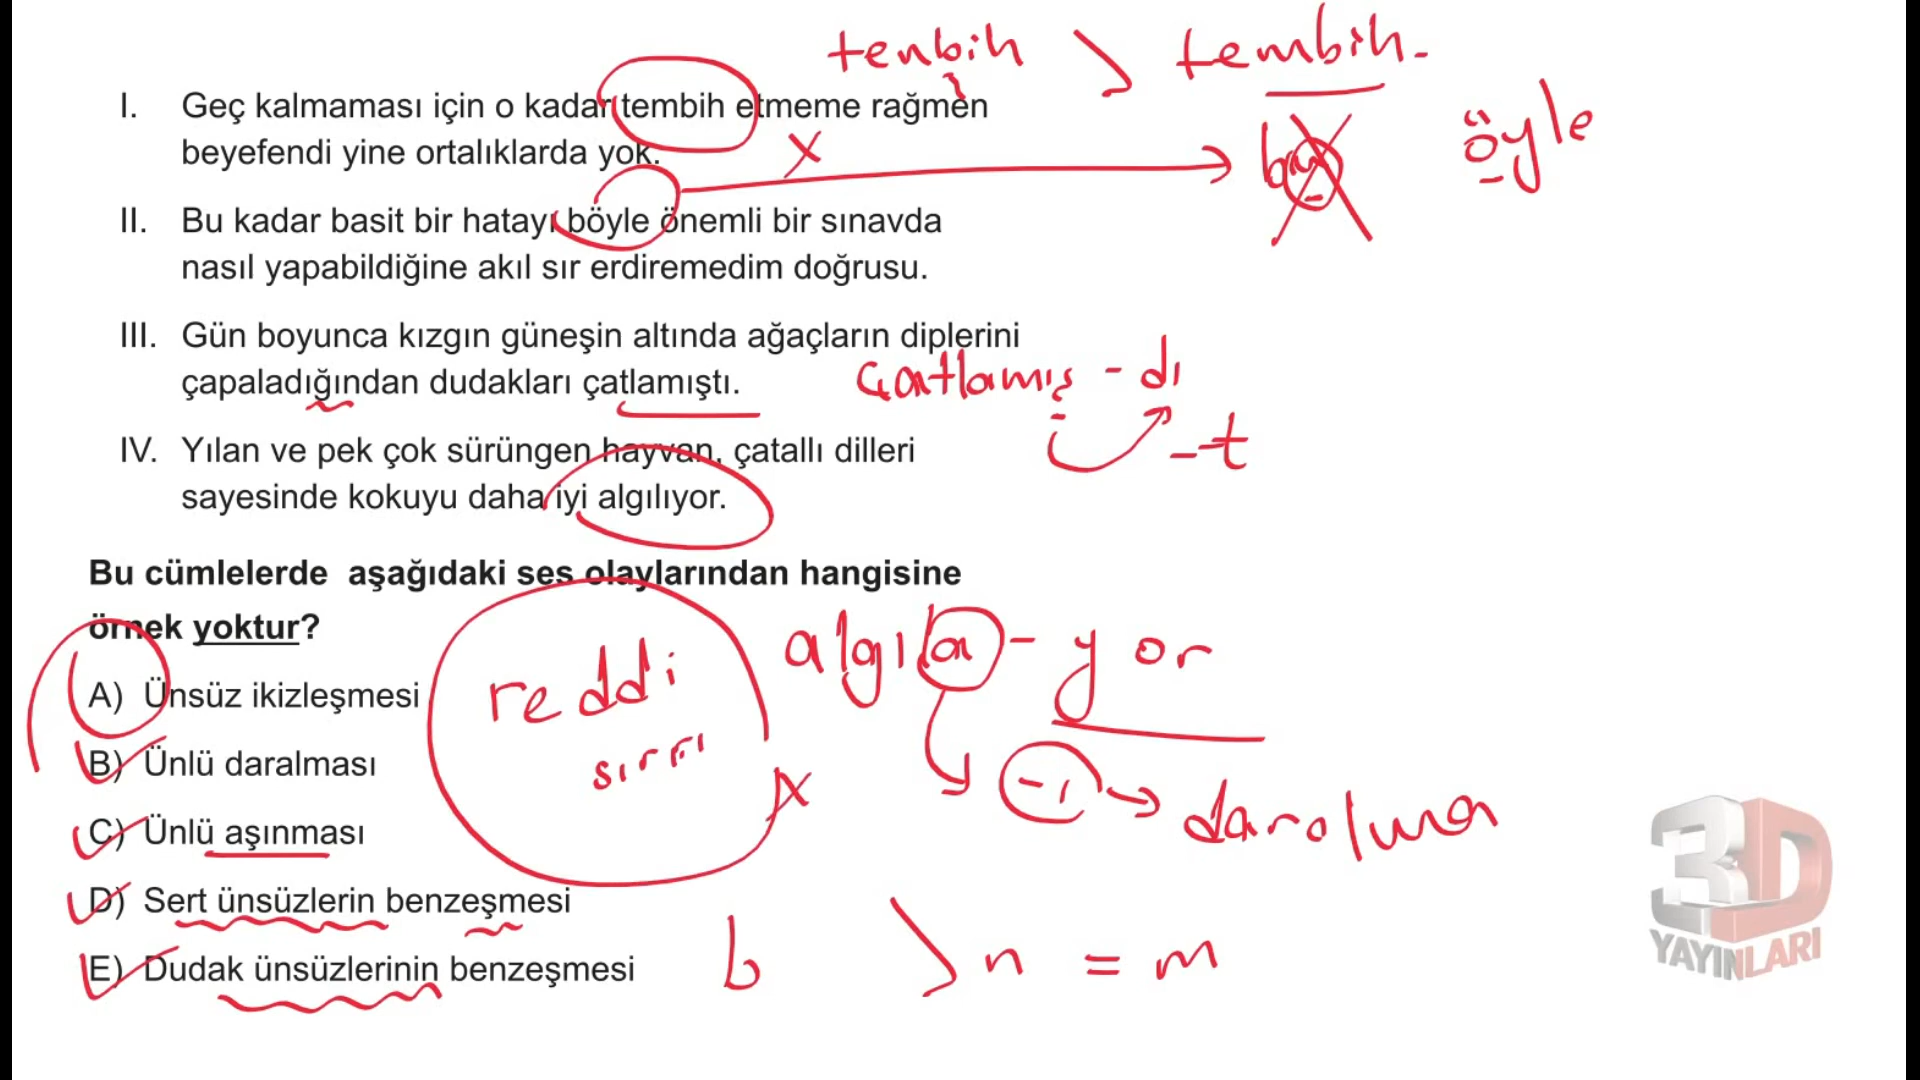 tenbih > tembih.
I. Geç kalmaması için o kadar tembih etmeme rağmen
beyefendi yine ortalıklarda yok.
öyle
II. Bu kadar basit bir hatayı böyle önemli bir sınavda
nasıl yapabildiğine akıl sır erdiremedim doğrusu.
III. Gün boyunca kızgın güneşin altında ağaçların diplerini
çapaladığından dudakları çatlamıştı.
çatlamış - dı
-t
IV. Yılan ve pek çok sürüngen hayvan, çatallı dilleri
sayesinde kokuyu daha iyi algılıyor.
Bu cümlelerde aşağıdaki ses olaylarından hangisine
örnek yoktur?
algıla - yor
reddi
A) Ünsüz ikizleşmesi
B) Ünlü daralması
-ı → daralma
C) Ünlü aşınması
D) Sert ünsüzlerin benzeşmesi
E) Dudak ünsüzlerinin benzeşmesi
b > n = m
3D
YAYINLARI